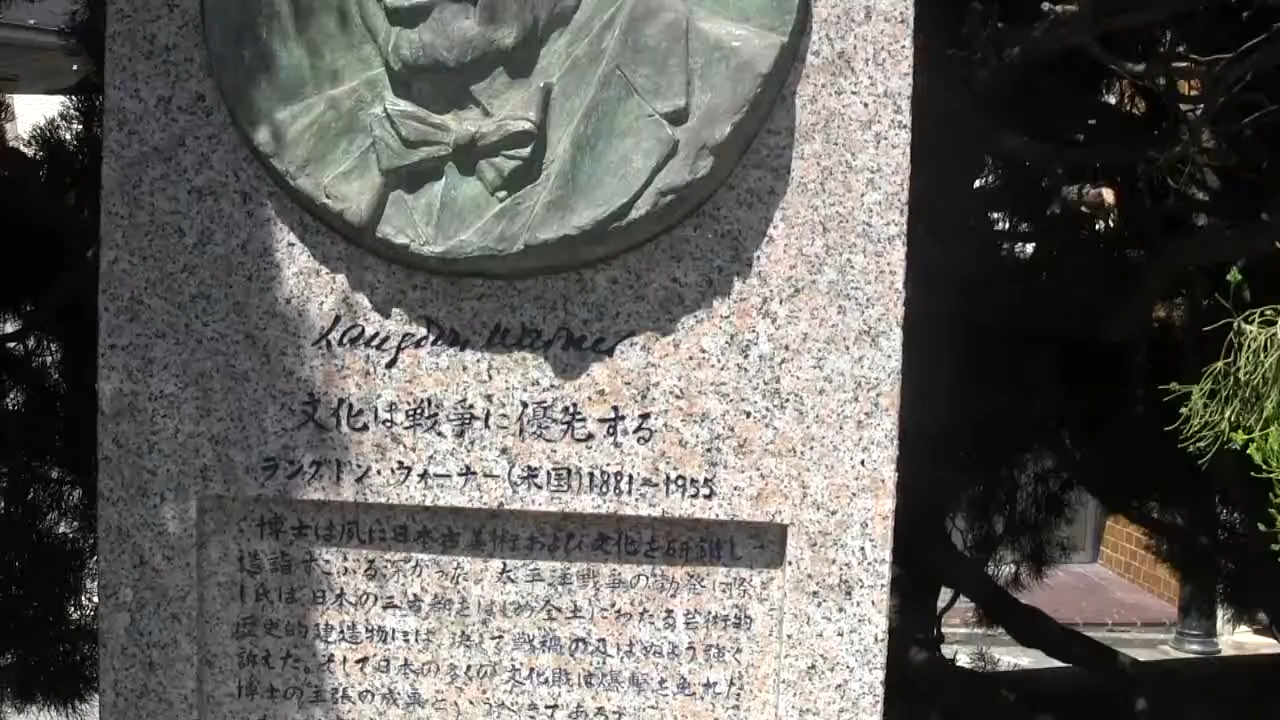 Langdon Warner
文化は戦争に優先する
ラングドン・ウォーナー(米国)1881~1955
博士は夙に日本古美術および文化を研鑚し
造詣すこぶる深かった。太平洋戦争の勃発に際
し氏は日本の三古都をはじめ全土にわたる芸術的
歴史的建造物には、決して戦禍の及ばぬよう強く
訴えた。そして日本の多くの文化財は爆撃を免れた
博士の主張の成果というべきであろう